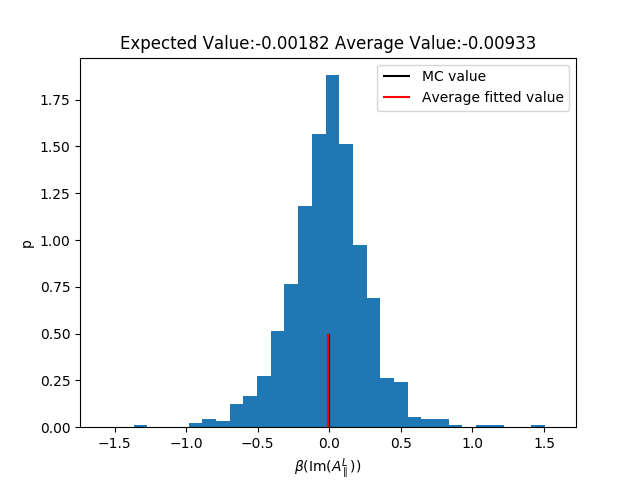 Expected Value:-0.00182 Average Value:-0.00933
MC value
Average fitted value
1.75
1.50
1.25
1.00
0.75
0.50
0.25
0.00
p
−1.5 −1.0 −0.5 0.0 0.5 1.0 1.5
β(Im(A∥ᴸ))